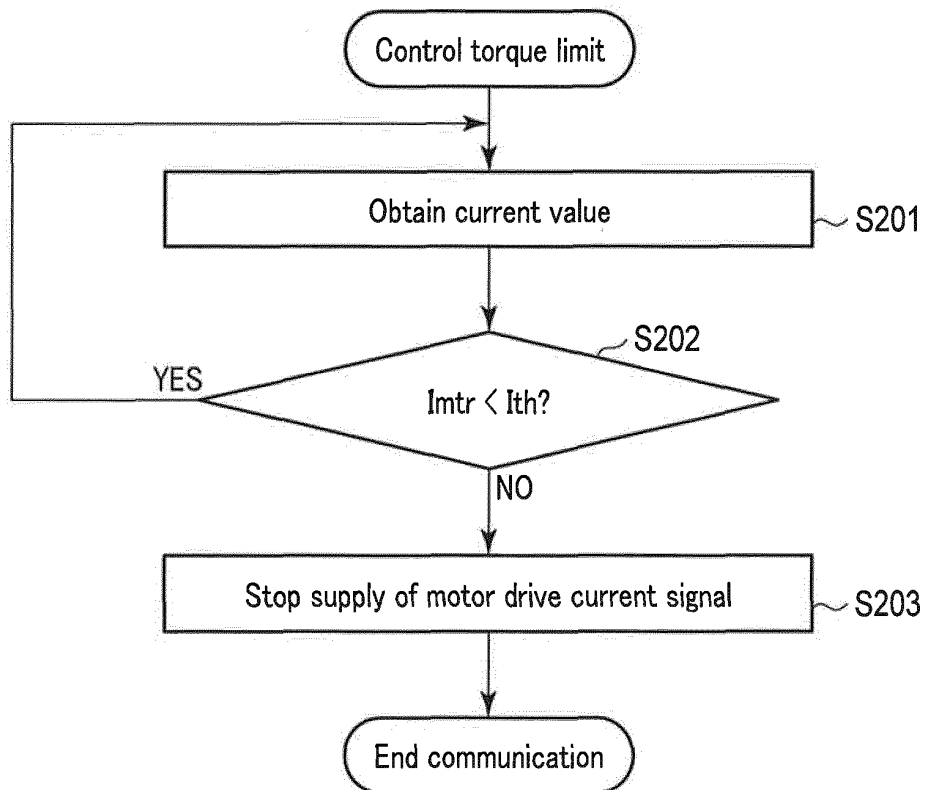 Control torque limit
Obtain current value
S201
S202
YES
Imtr < Ith?
NO
Stop supply of motor drive current signal
S203
End communication